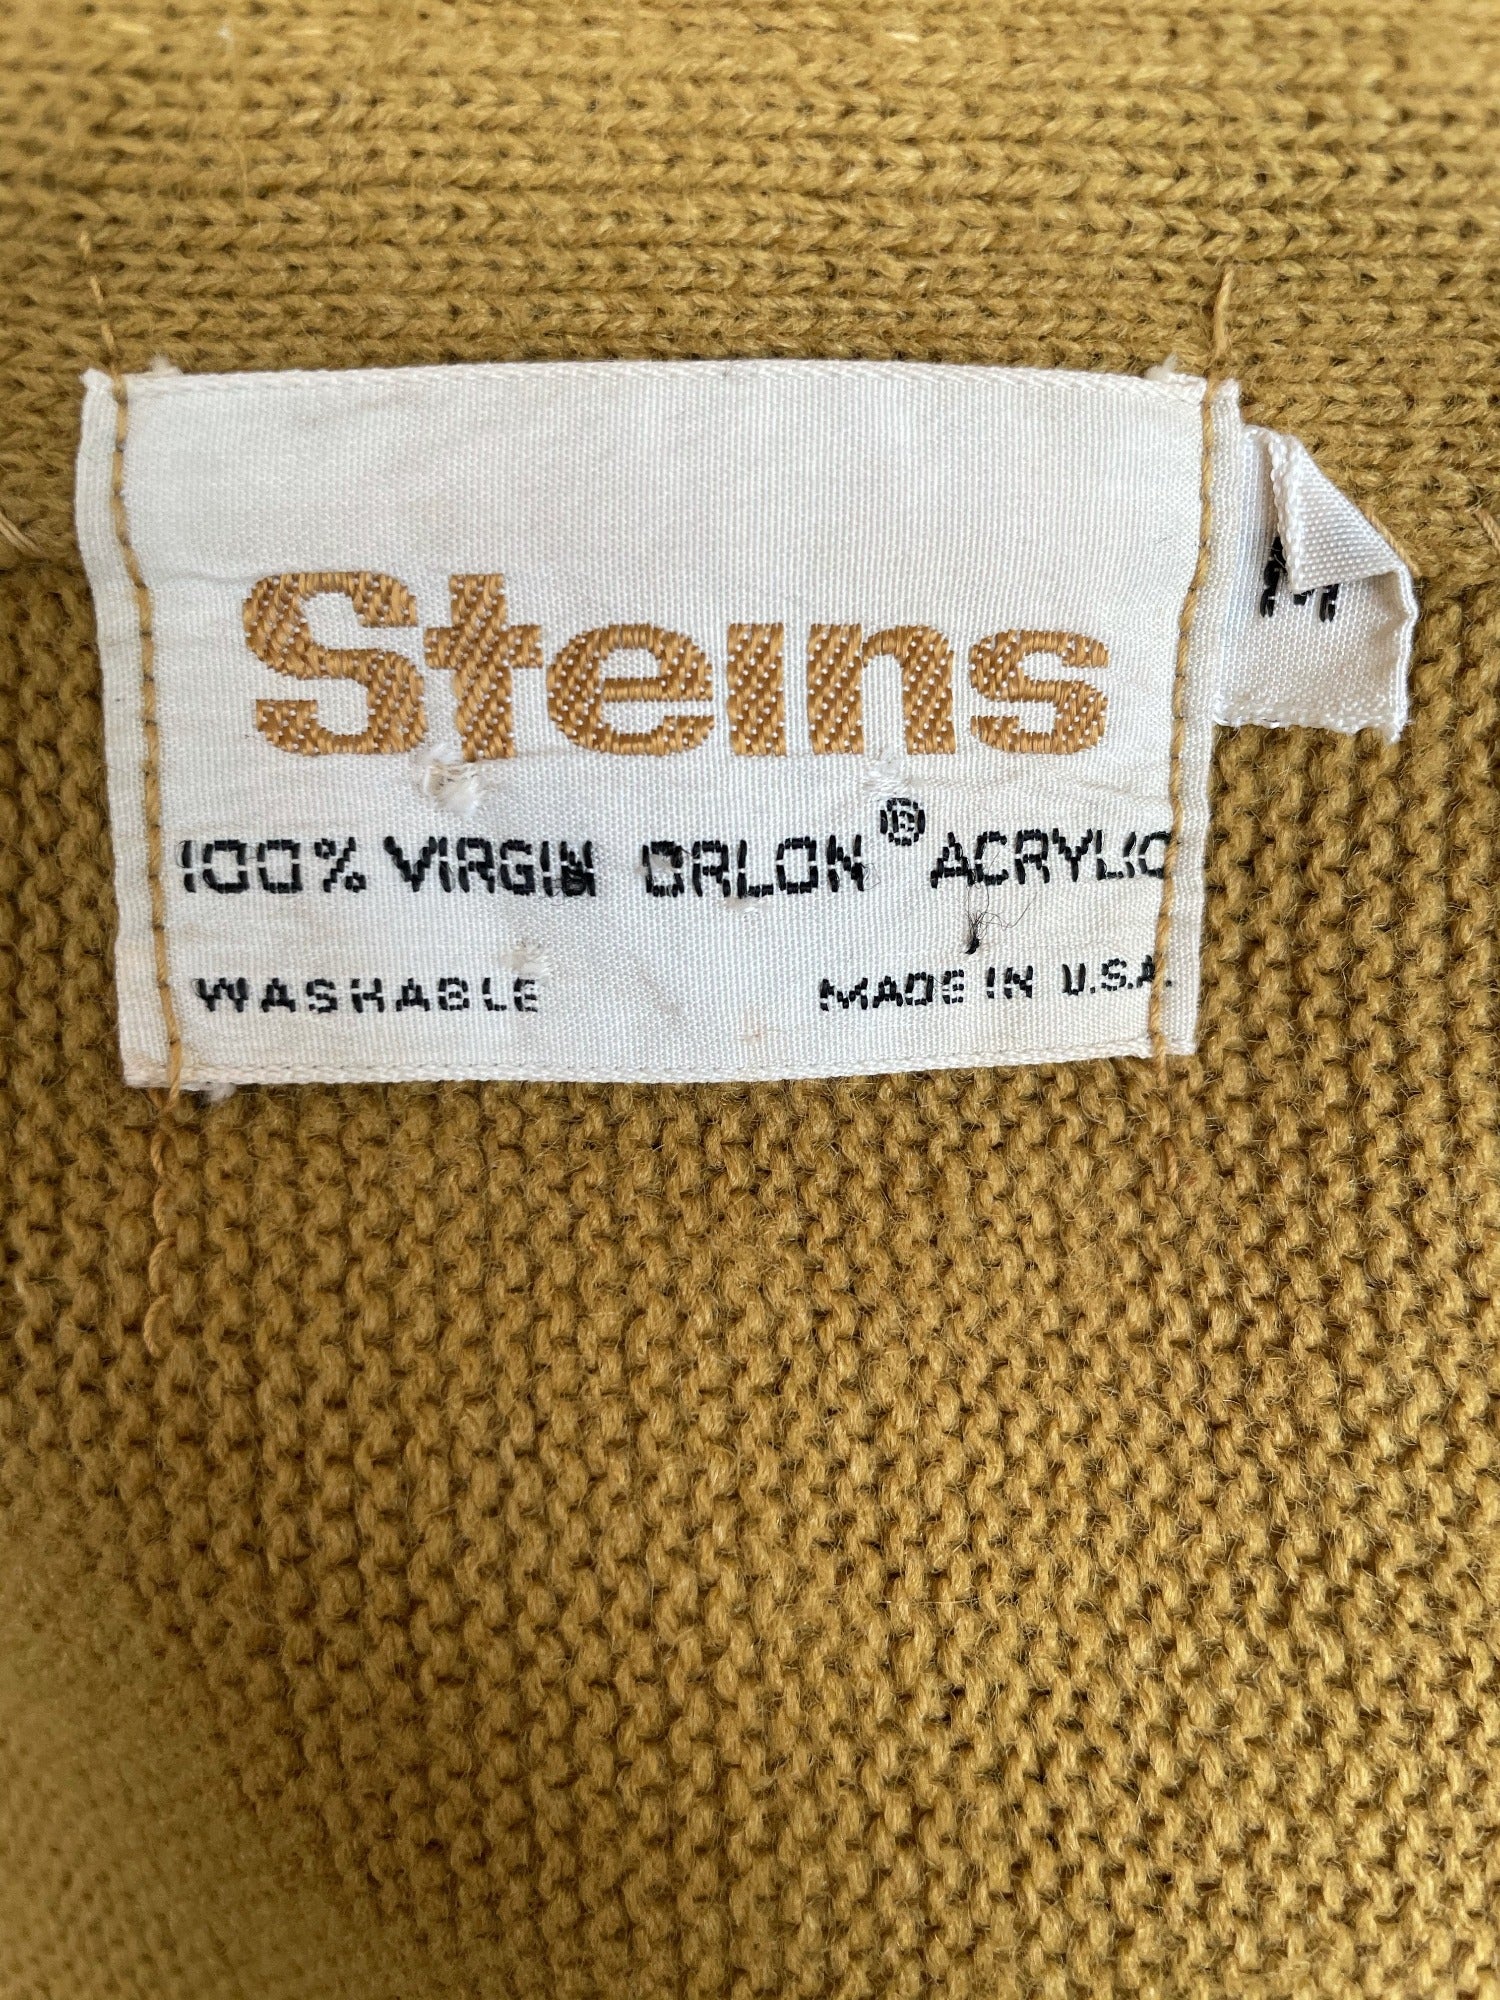 Steins
M
100% VIRGIN ORLON® ACRYLIC
WASHABLE MADE IN U.S.A.